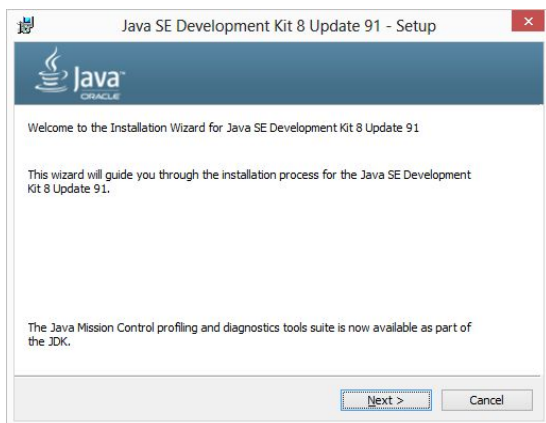 Java SE Development Kit 8 Update 91 - Setup
Java™
ORACLE
Welcome to the Installation Wizard for Java SE Development Kit 8 Update 91
This wizard will guide you through the installation process for the Java SE Development
Kit 8 Update 91.
The Java Mission Control profiling and diagnostics tools suite is now available as part of
the JDK.
Next > Cancel